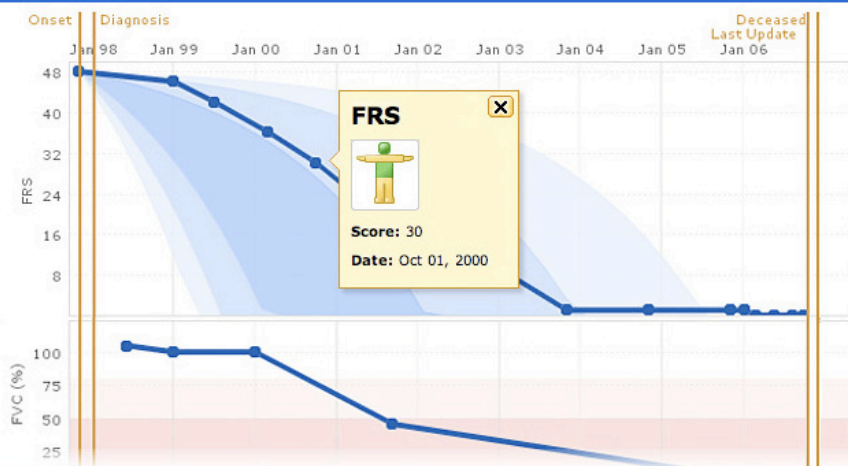 Onset
Diagnosis
Deceased
Last Update
Jan 98 Jan 99 Jan 00 Jan 01 Jan 02 Jan 03 Jan 04 Jan 05 Jan 06
48
40
32
24
16
8
FRS
FRS
Score: 30
Date: Oct 01, 2000
100
75
50
25
FVC (%)